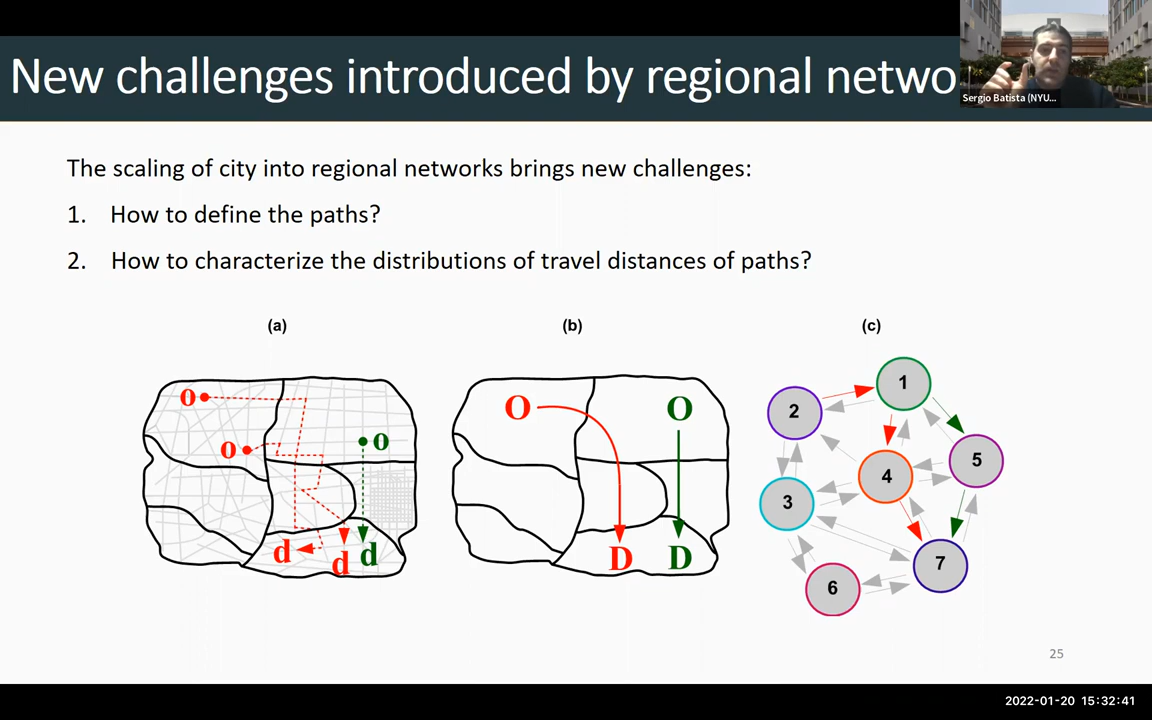 New challenges introduced by regional netwo
Sergio Batista (NYU...
The scaling of city into regional networks brings new challenges:
1. How to define the paths?
2. How to characterize the distributions of travel distances of paths?
(a)
(b)
(c)
o
o
o
d
d
d
O
O
D
D
1
2
5
4
3
7
6
25
2022-01-20 15:32:41